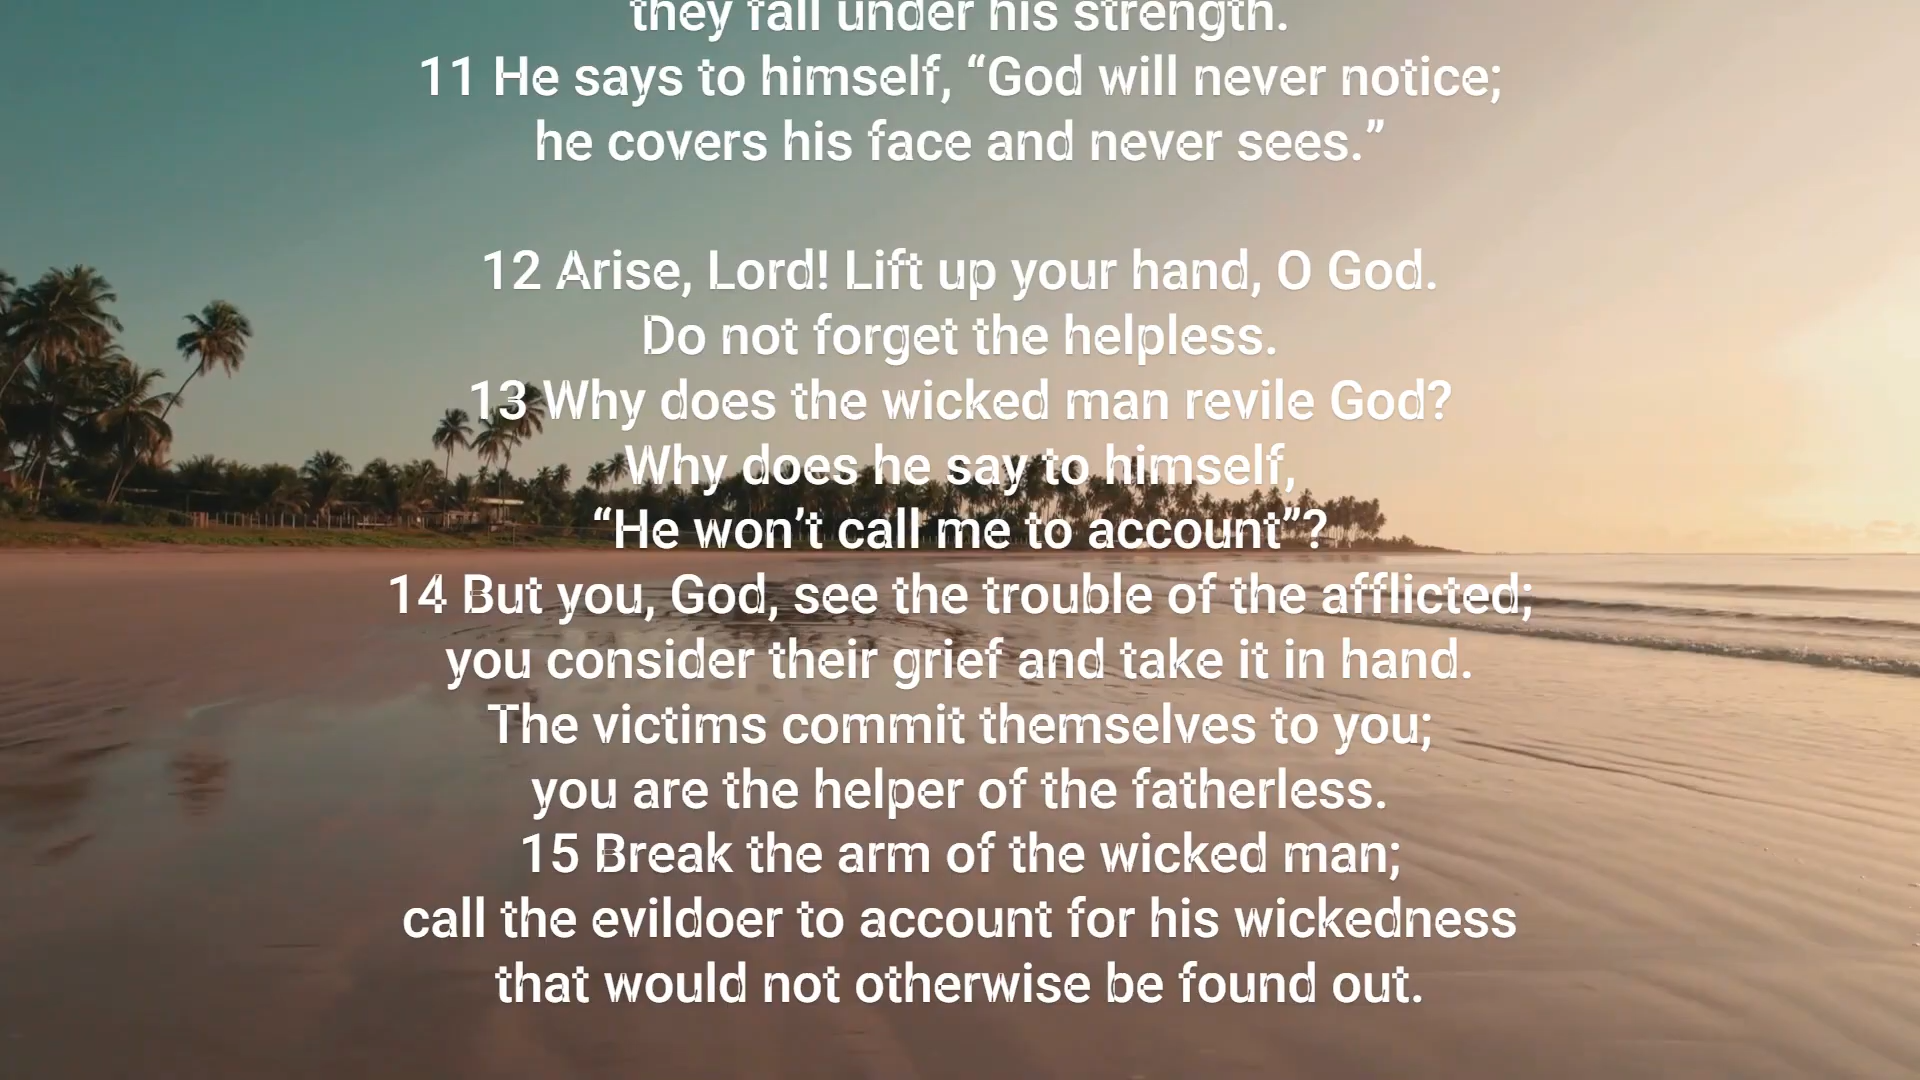 they fall under his strength.
11 He says to himself, “God will never notice;
he covers his face and never sees.”
12 Arise, Lord! Lift up your hand, O God.
Do not forget the helpless.
13 Why does the wicked man revile God?
Why does he say to himself,
“He won’t call me to account”?
14 But you, God, see the trouble of the afflicted;
you consider their grief and take it in hand.
The victims commit themselves to you;
you are the helper of the fatherless.
15 Break the arm of the wicked man;
call the evildoer to account for his wickedness
that would not otherwise be found out.